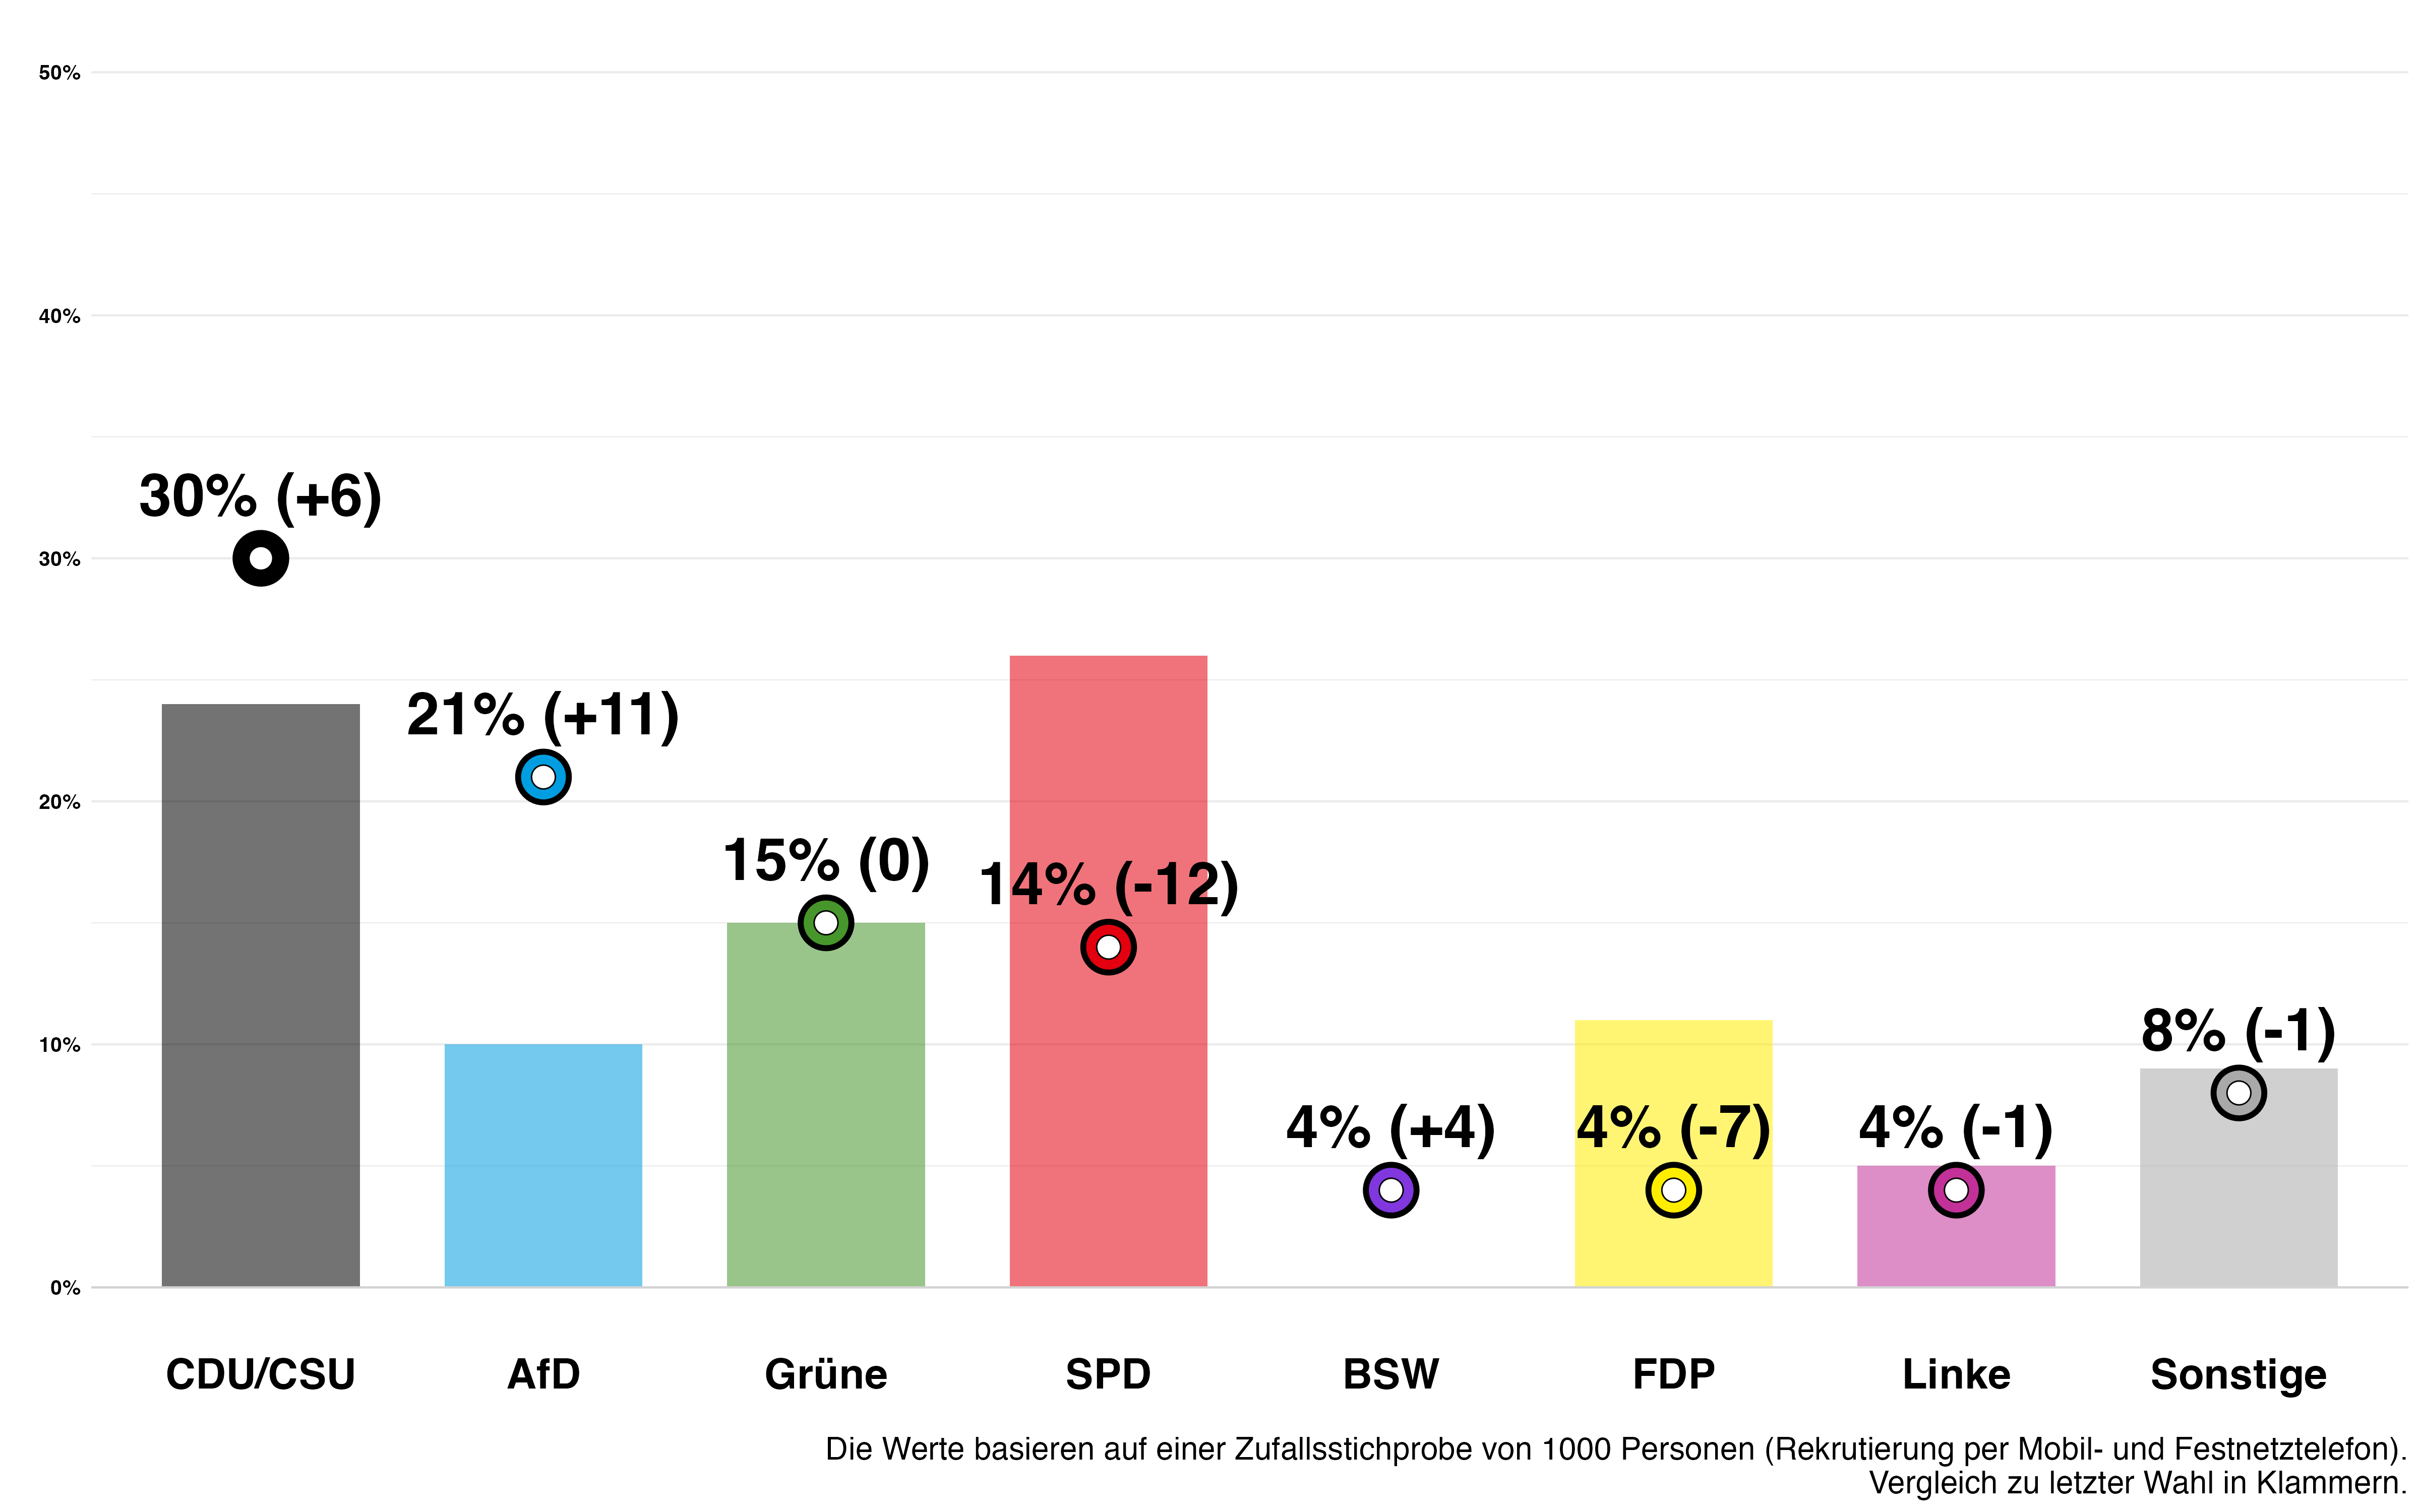 50%
40%
30%
20%
10%
0%
30% (+6)
21% (+11)
15% (0)
14% (-12)
4% (+4)
4% (-7)
4% (-1)
8% (-1)
CDU/CSU
AfD
Grüne
SPD
BSW
FDP
Linke
Sonstige
Die Werte basieren auf einer Zufallsstichprobe von 1000 Personen (Rekrutierung per Mobil- und Festnetztelefon).
Vergleich zu letzter Wahl in Klammern.